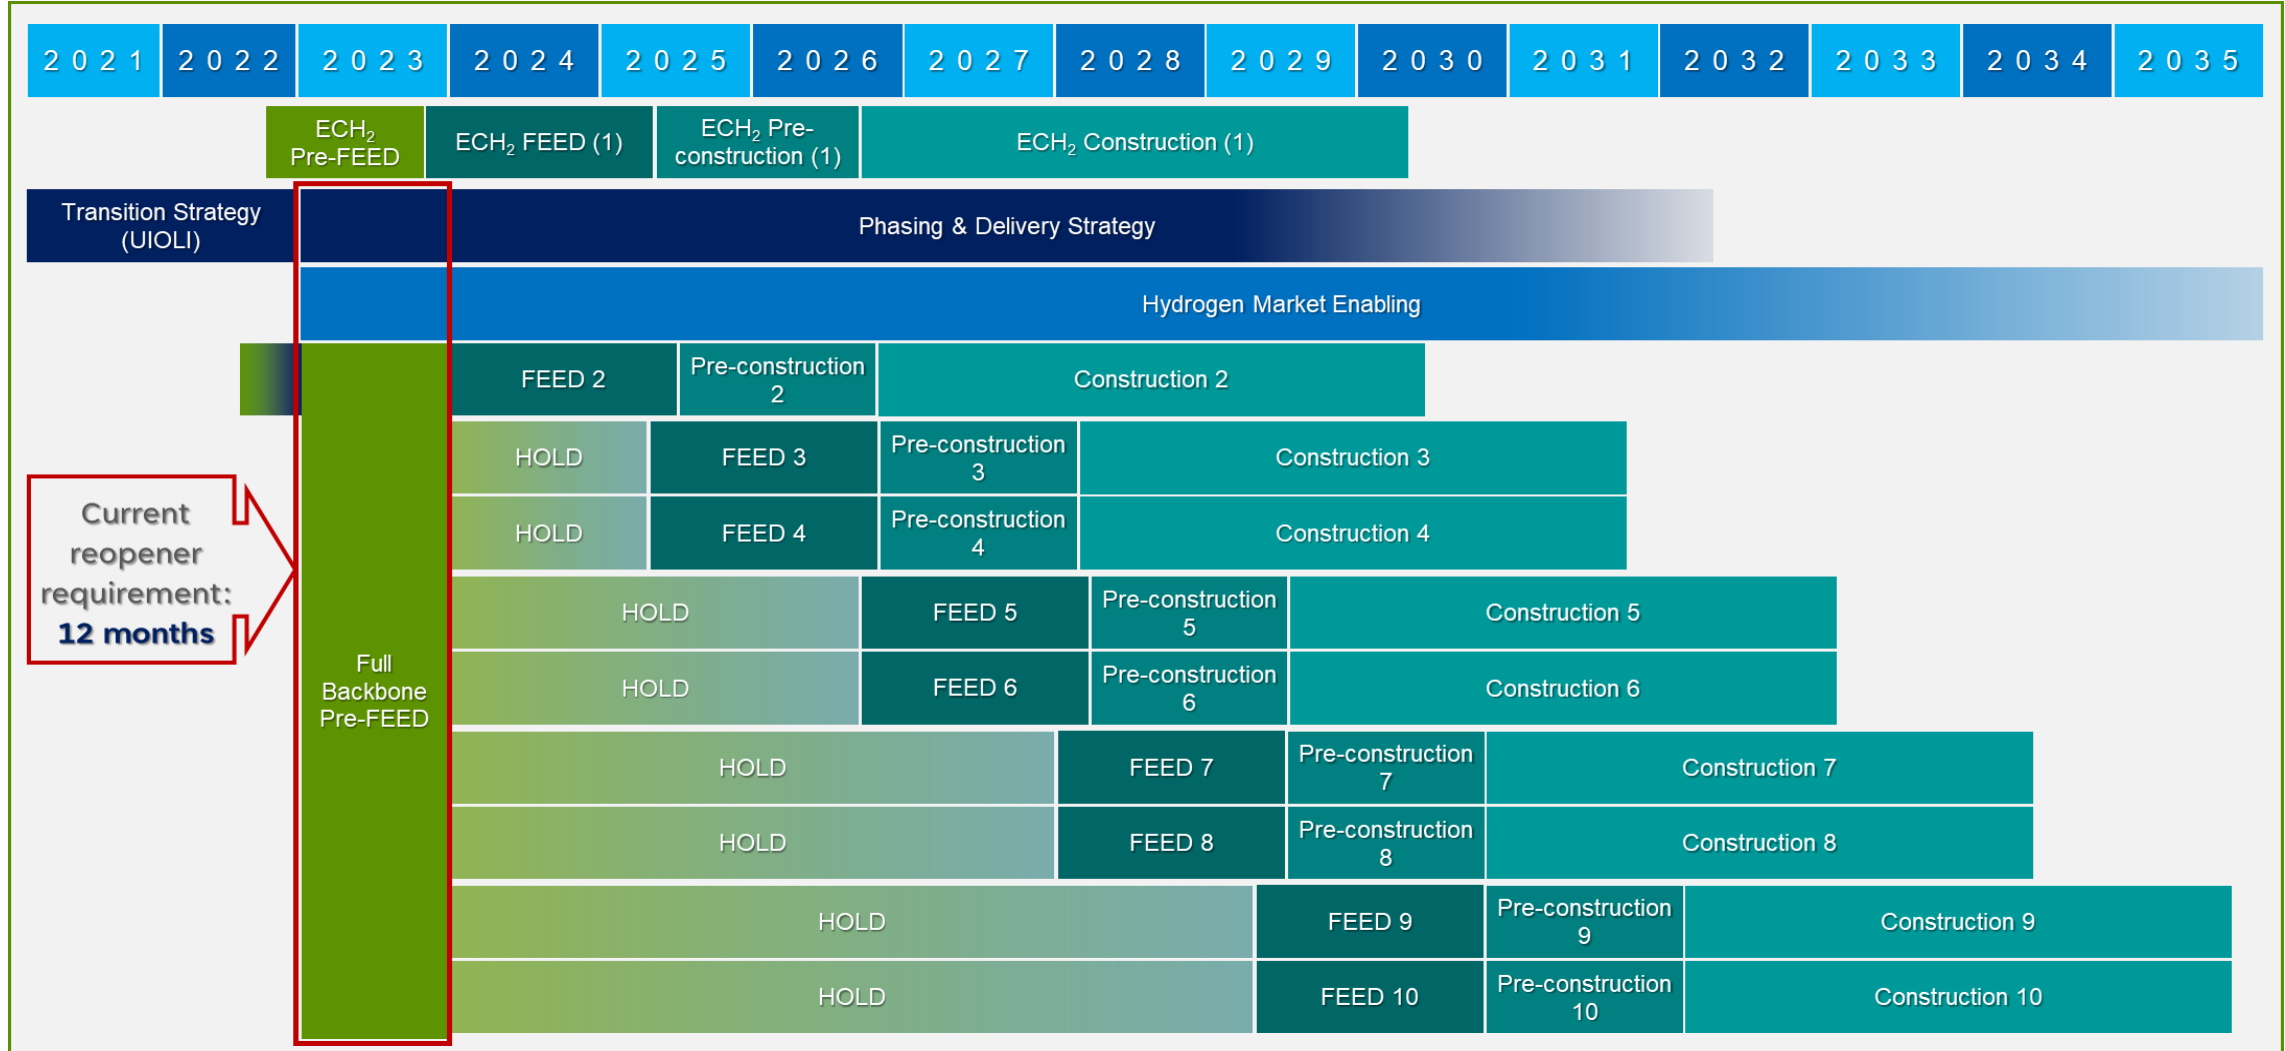 2021 2022 2023 2024 2025 2026 2027 2028 2029 2030 2031 2032 2033 2034 2035
ECH₂
Pre-FEED
ECH₂ FEED (1)
ECH₂ Pre-
construction (1)
ECH₂ Construction (1)
Transition Strategy
(UIOLI)
Phasing & Delivery Strategy
Hydrogen Market Enabling
Current
reopener
requirement:
12 months
Full
Backbone
Pre-FEED
FEED 2
Pre-construction
2
Construction 2
HOLD
FEED 3
Pre-construction
3
Construction 3
HOLD
FEED 4
Pre-construction
4
Construction 4
HOLD
FEED 5
Pre-construction
5
Construction 5
HOLD
FEED 6
Pre-construction
6
Construction 6
HOLD
FEED 7
Pre-construction
7
Construction 7
HOLD
FEED 8
Pre-construction
8
Construction 8
HOLD
FEED 9
Pre-construction
9
Construction 9
HOLD
FEED 10
Pre-construction
10
Construction 10